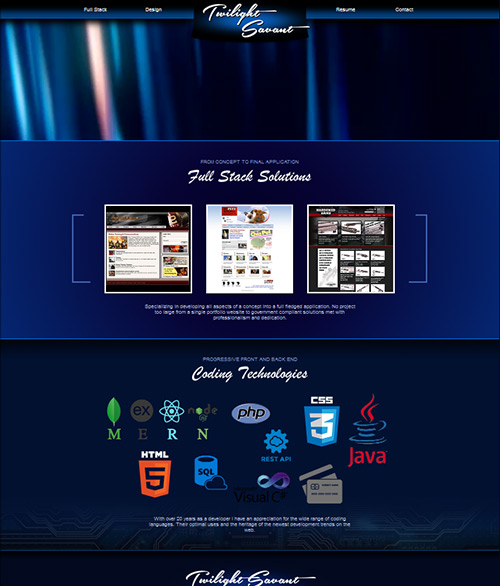 Full Stack
Design
Twilight
Savant
Resume
Contact
FROM CONCEPT TO FINAL APPLICATION
Full Stack Solutions
Specializing in developing all aspects of a concept into a full fledged application. No project
too large from a single portfolio website to government compliant solutions met with
professionalism and dedication.
PROGRESSIVE FRONT AND BACK END
Coding Technologies
ex
node
php
CSS
3
M E R N
REST API
Java
HTML
5
SQL
Visual C#
With over 20 years as a developer I have an appreciation for the wide range of coding
languages. Their optimal uses and the heritage of the newest development trends on the
web.
Twilight Savant